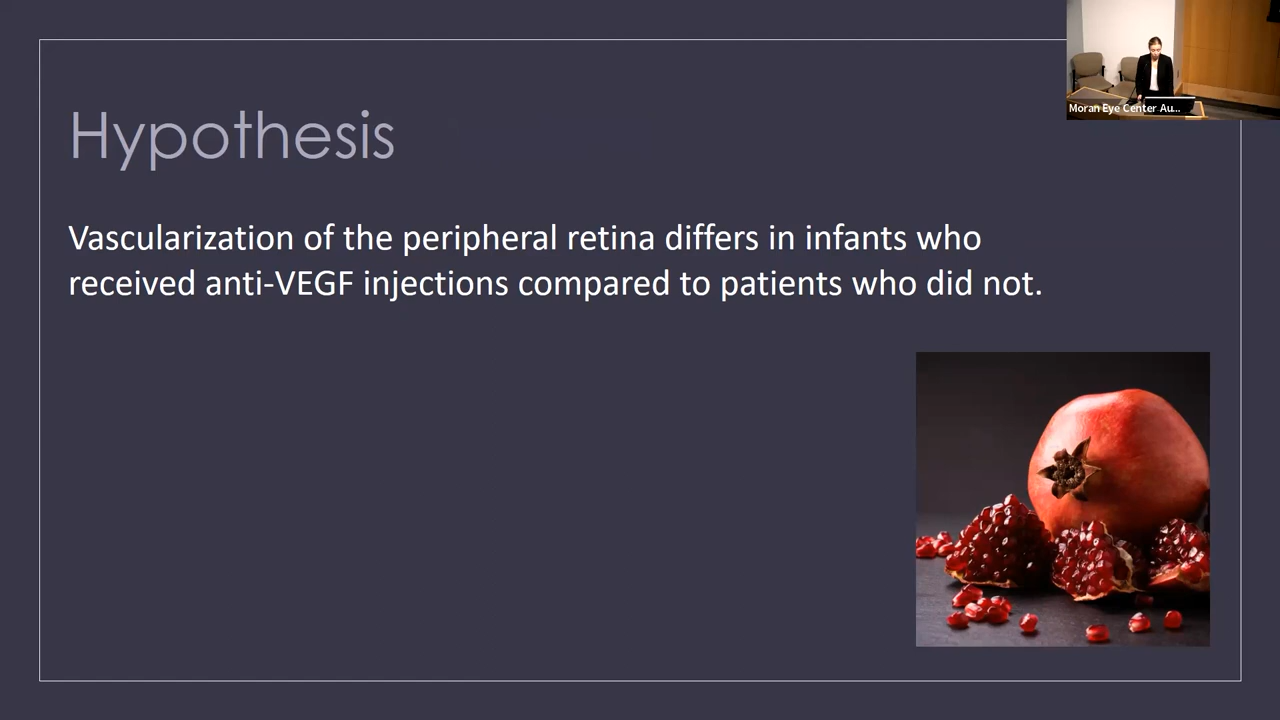 Moran Eye Center Au...
Hypothesis
Vascularization of the peripheral retina differs in infants who
received anti-VEGF injections compared to patients who did not.